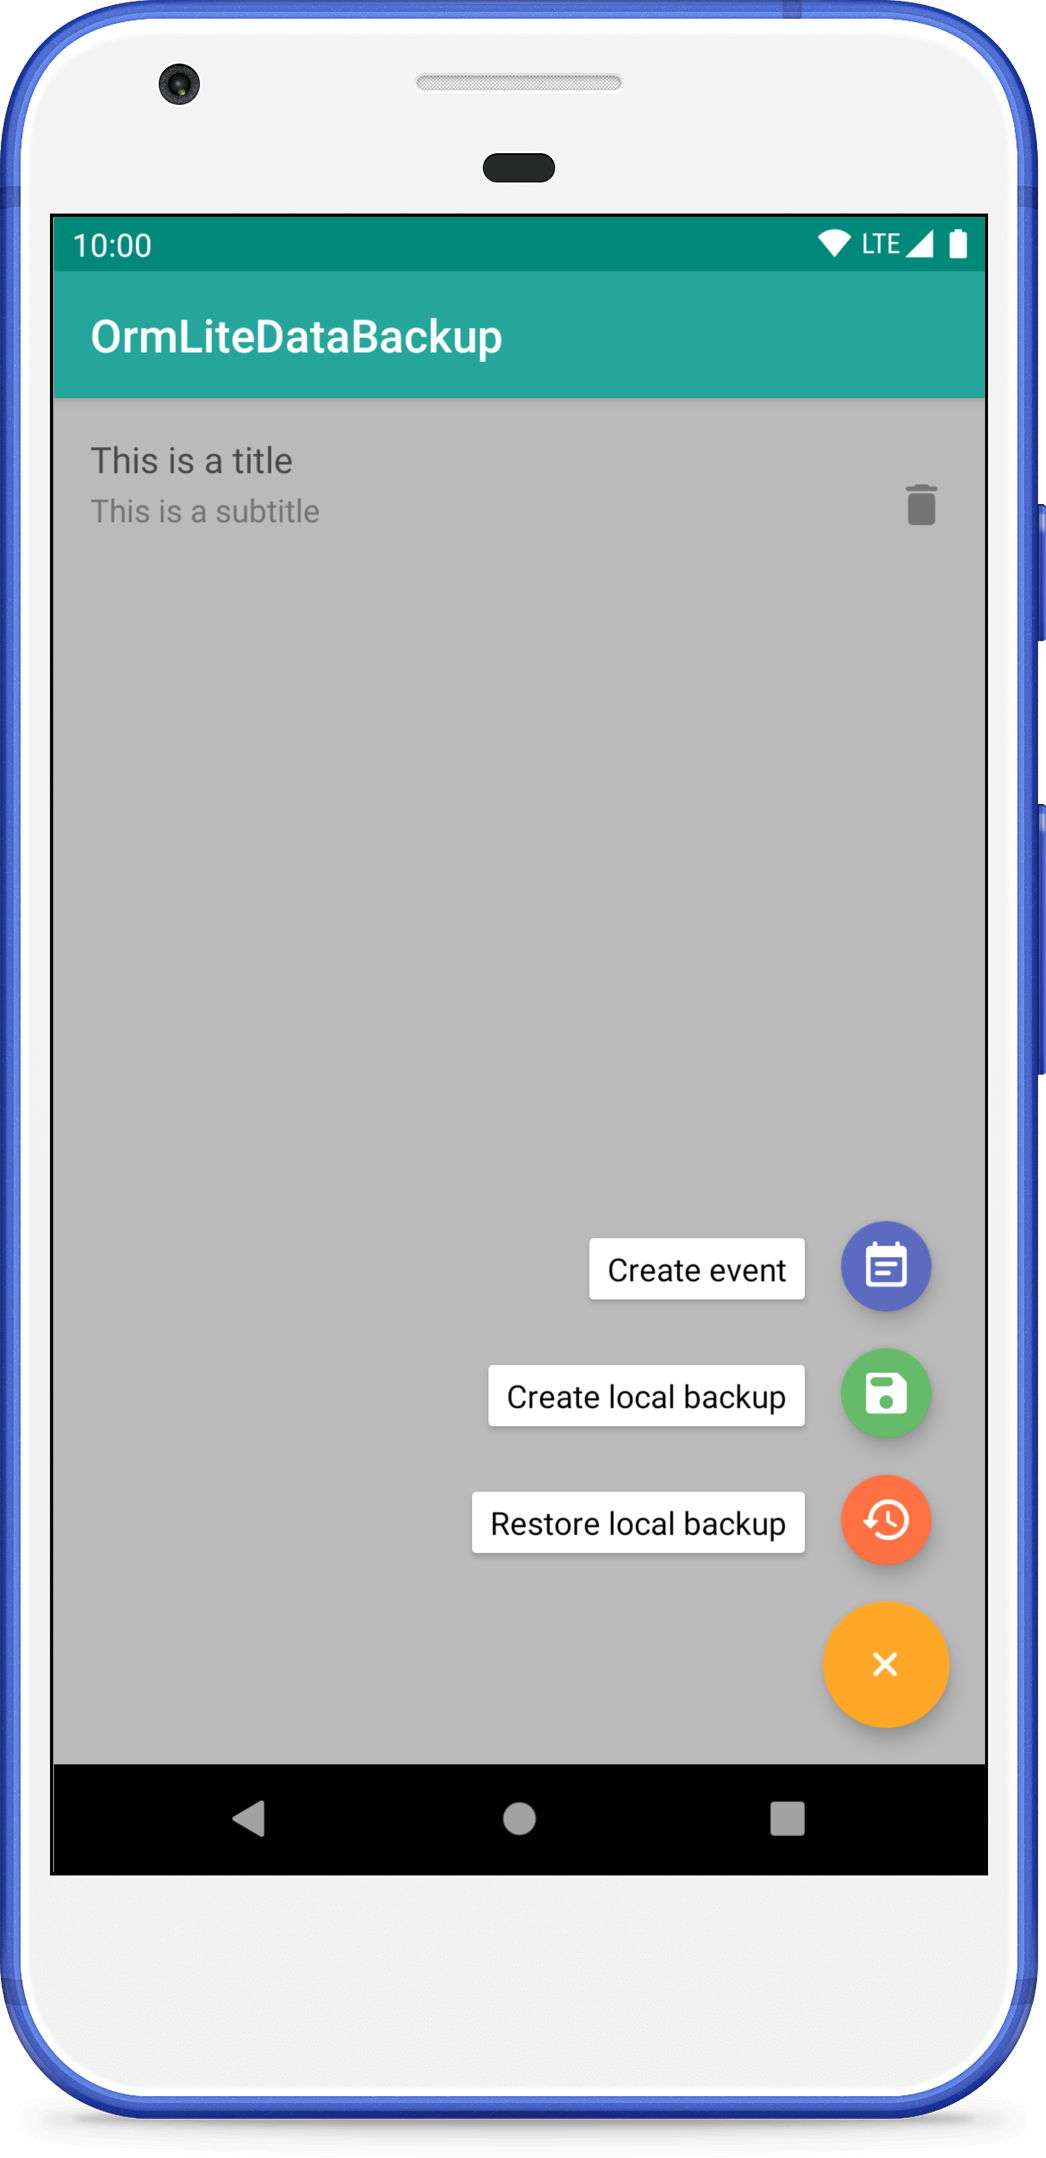 10:00 LTE
OrmLiteDataBackup
This is a title
This is a subtitle
Create event
Create local backup
Restore local backup